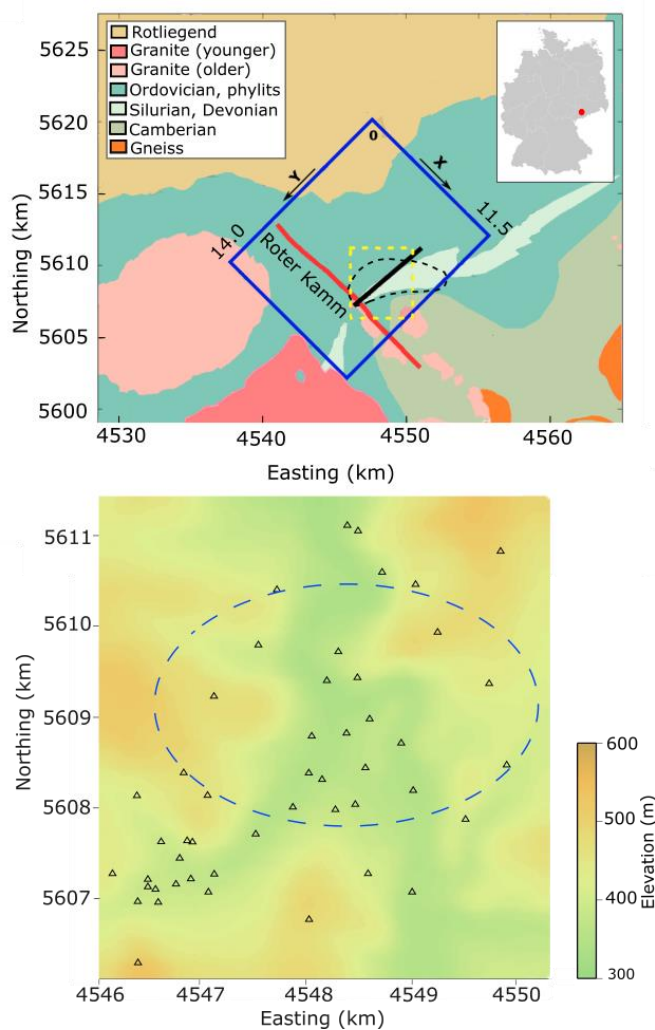 5625
5620
5615
5610
5605
5600
Northing (km)
Rotliegend
Granite (younger)
Granite (older)
Ordovician, phylits
Silurian, Devonian
Camberian
Gneiss
0
Y
X
14.0
11.5
Roter Kamm
4530
4540
4550
4560
Easting (km)
5611
5610
5609
5608
5607
Northing (km)
4546
4547
4548
4549
4550
Easting (km)
600
500
400
300
Elevation (m)